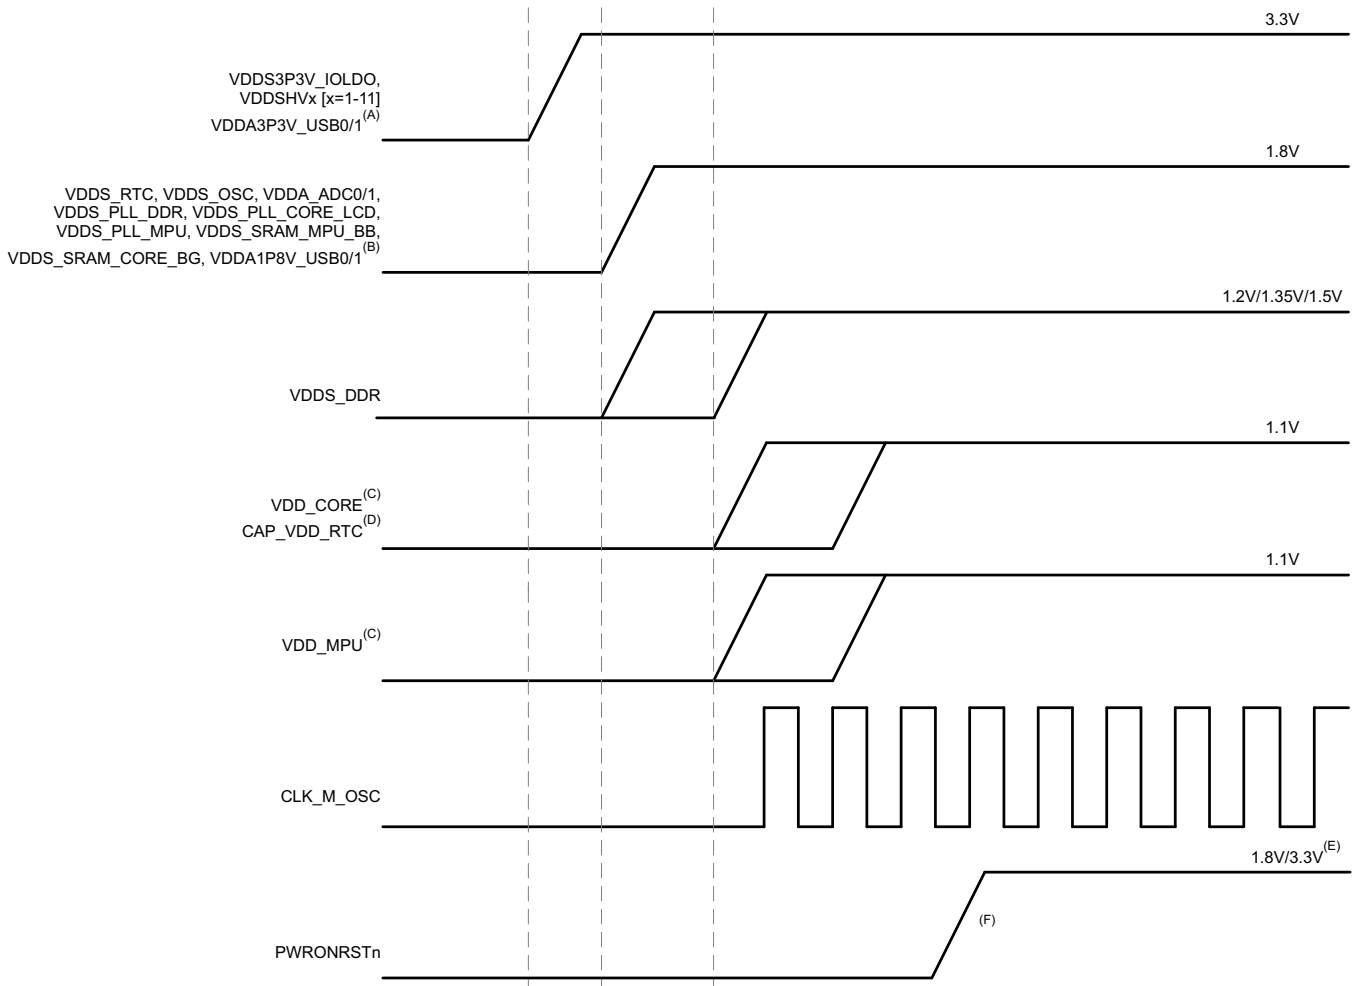 3.3V
VDDS3P3V_IOLDO,
VDDSHVx [x=1-11]
VDDA3P3V_USB0/1(A)
1.8V
VDDS_RTC, VDDS_OSC, VDDA_ADC0/1,
VDDS_PLL_DDR, VDDS_PLL_CORE_LCD,
VDDS_PLL_MPU, VDDS_SRAM_MPU_BB,
VDDS_SRAM_CORE_BG, VDDA1P8V_USB0/1(B)
1.2V/1.35V/1.5V
VDDS_DDR
1.1V
VDD_CORE(C)
CAP_VDD_RTC(D)
1.1V
VDD_MPU(C)
CLK_M_OSC
1.8V/3.3V(E)
(F)
PWRONRSTn